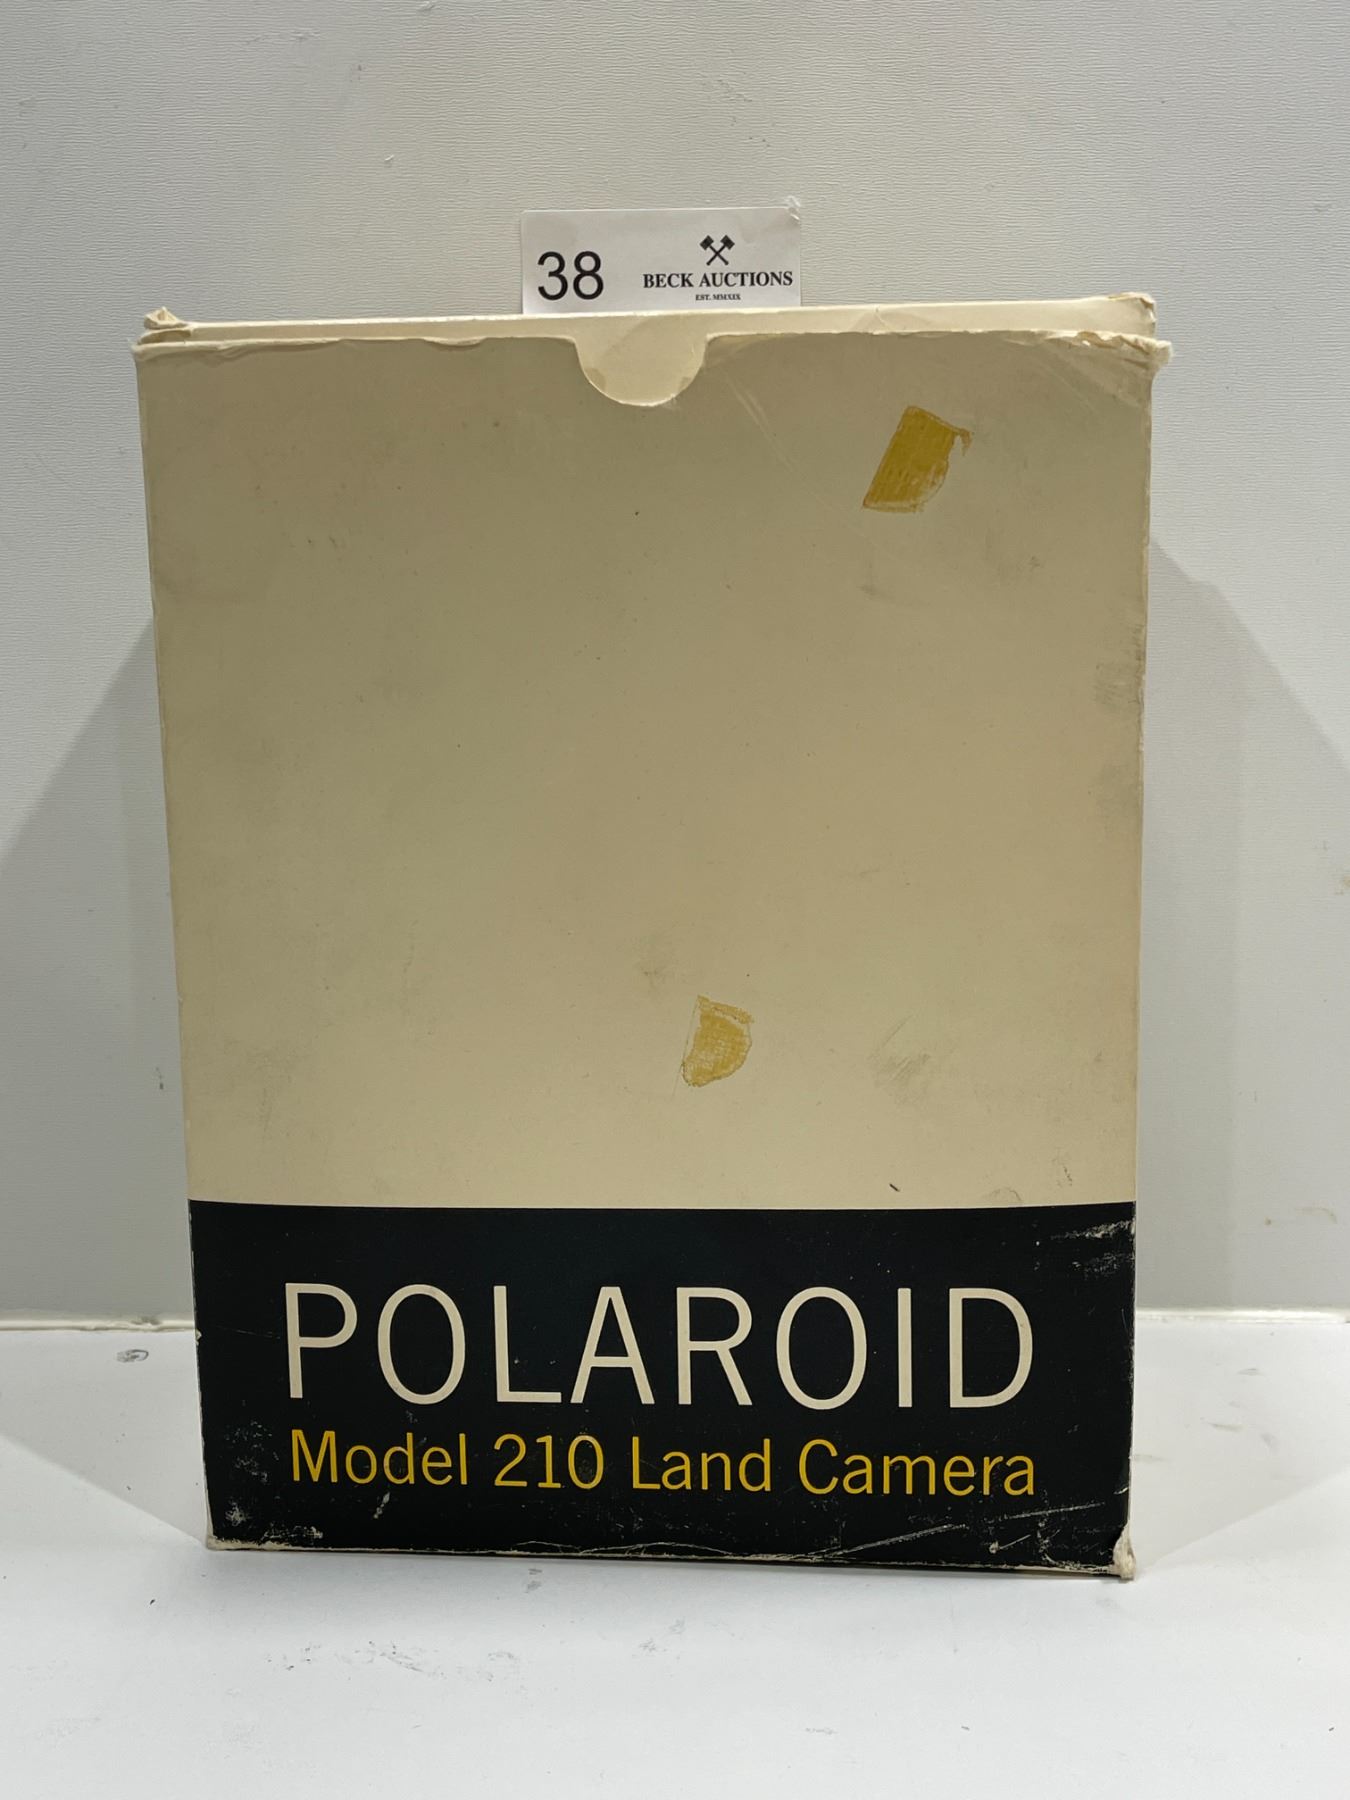 38
BECK AUCTIONS
EST. MMXIX
POLAROID
Model 210 Land Camera